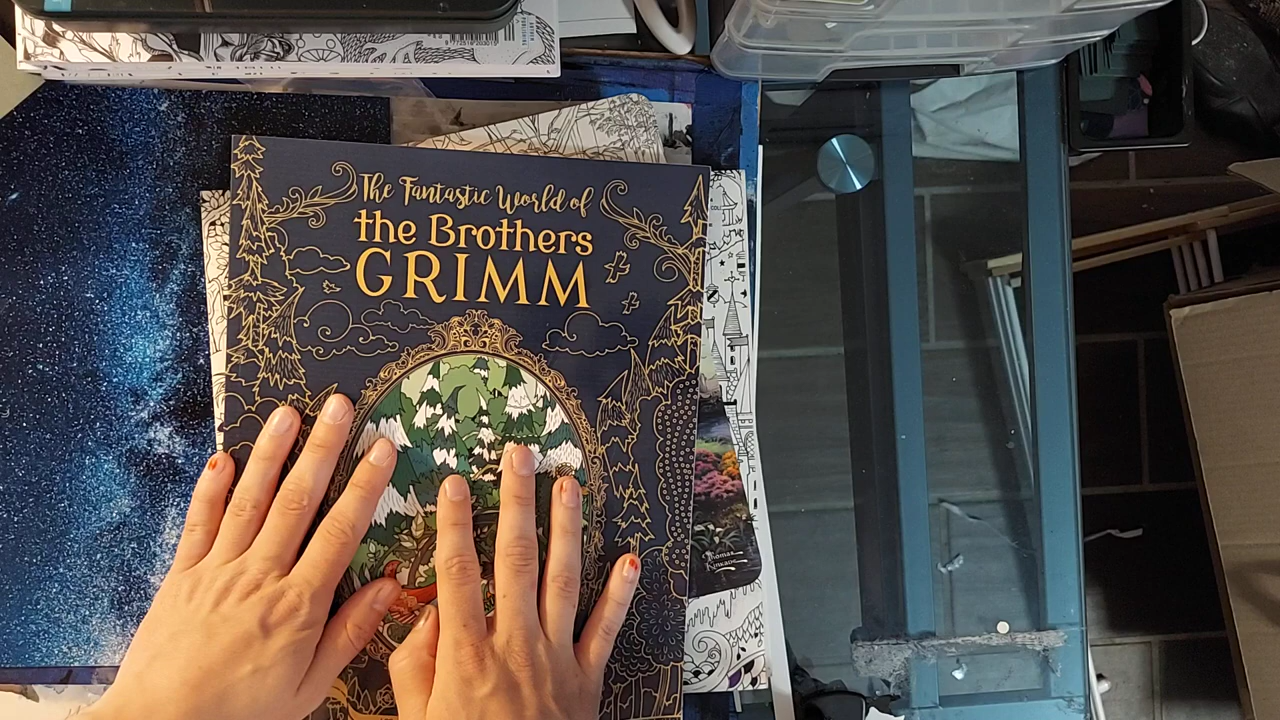 The Fantastic World of
the Brothers
GRIMM
Thomas
Kinkade